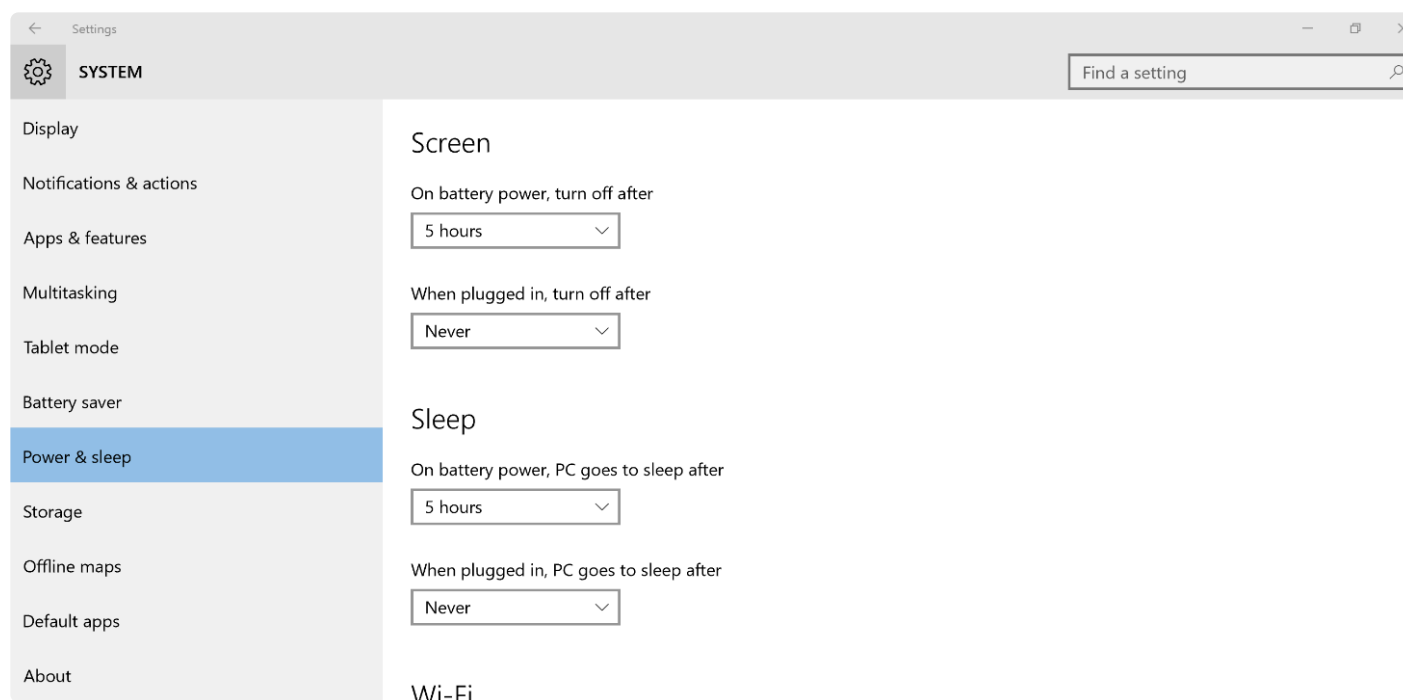 Settings
SYSTEM
Find a setting
Display
Notifications & actions
Apps & features
Multitasking
Tablet mode
Battery saver
Power & sleep
Storage
Offline maps
Default apps
About
Screen
On battery power, turn off after
5 hours
When plugged in, turn off after
Never
Sleep
On battery power, PC goes to sleep after
5 hours
When plugged in, PC goes to sleep after
Never
Wi-Fi